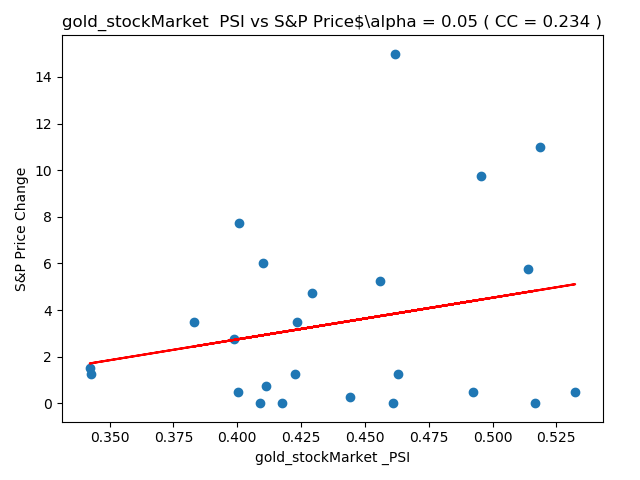 gold_stockMarket  PSI vs S&P Price$\alpha = 0.05 ( CC = 0.234 )
14
12
10
8
6
4
2
0
S&P Price Change
0.350 0.375 0.400 0.425 0.450 0.475 0.500 0.525
gold_stockMarket _PSI